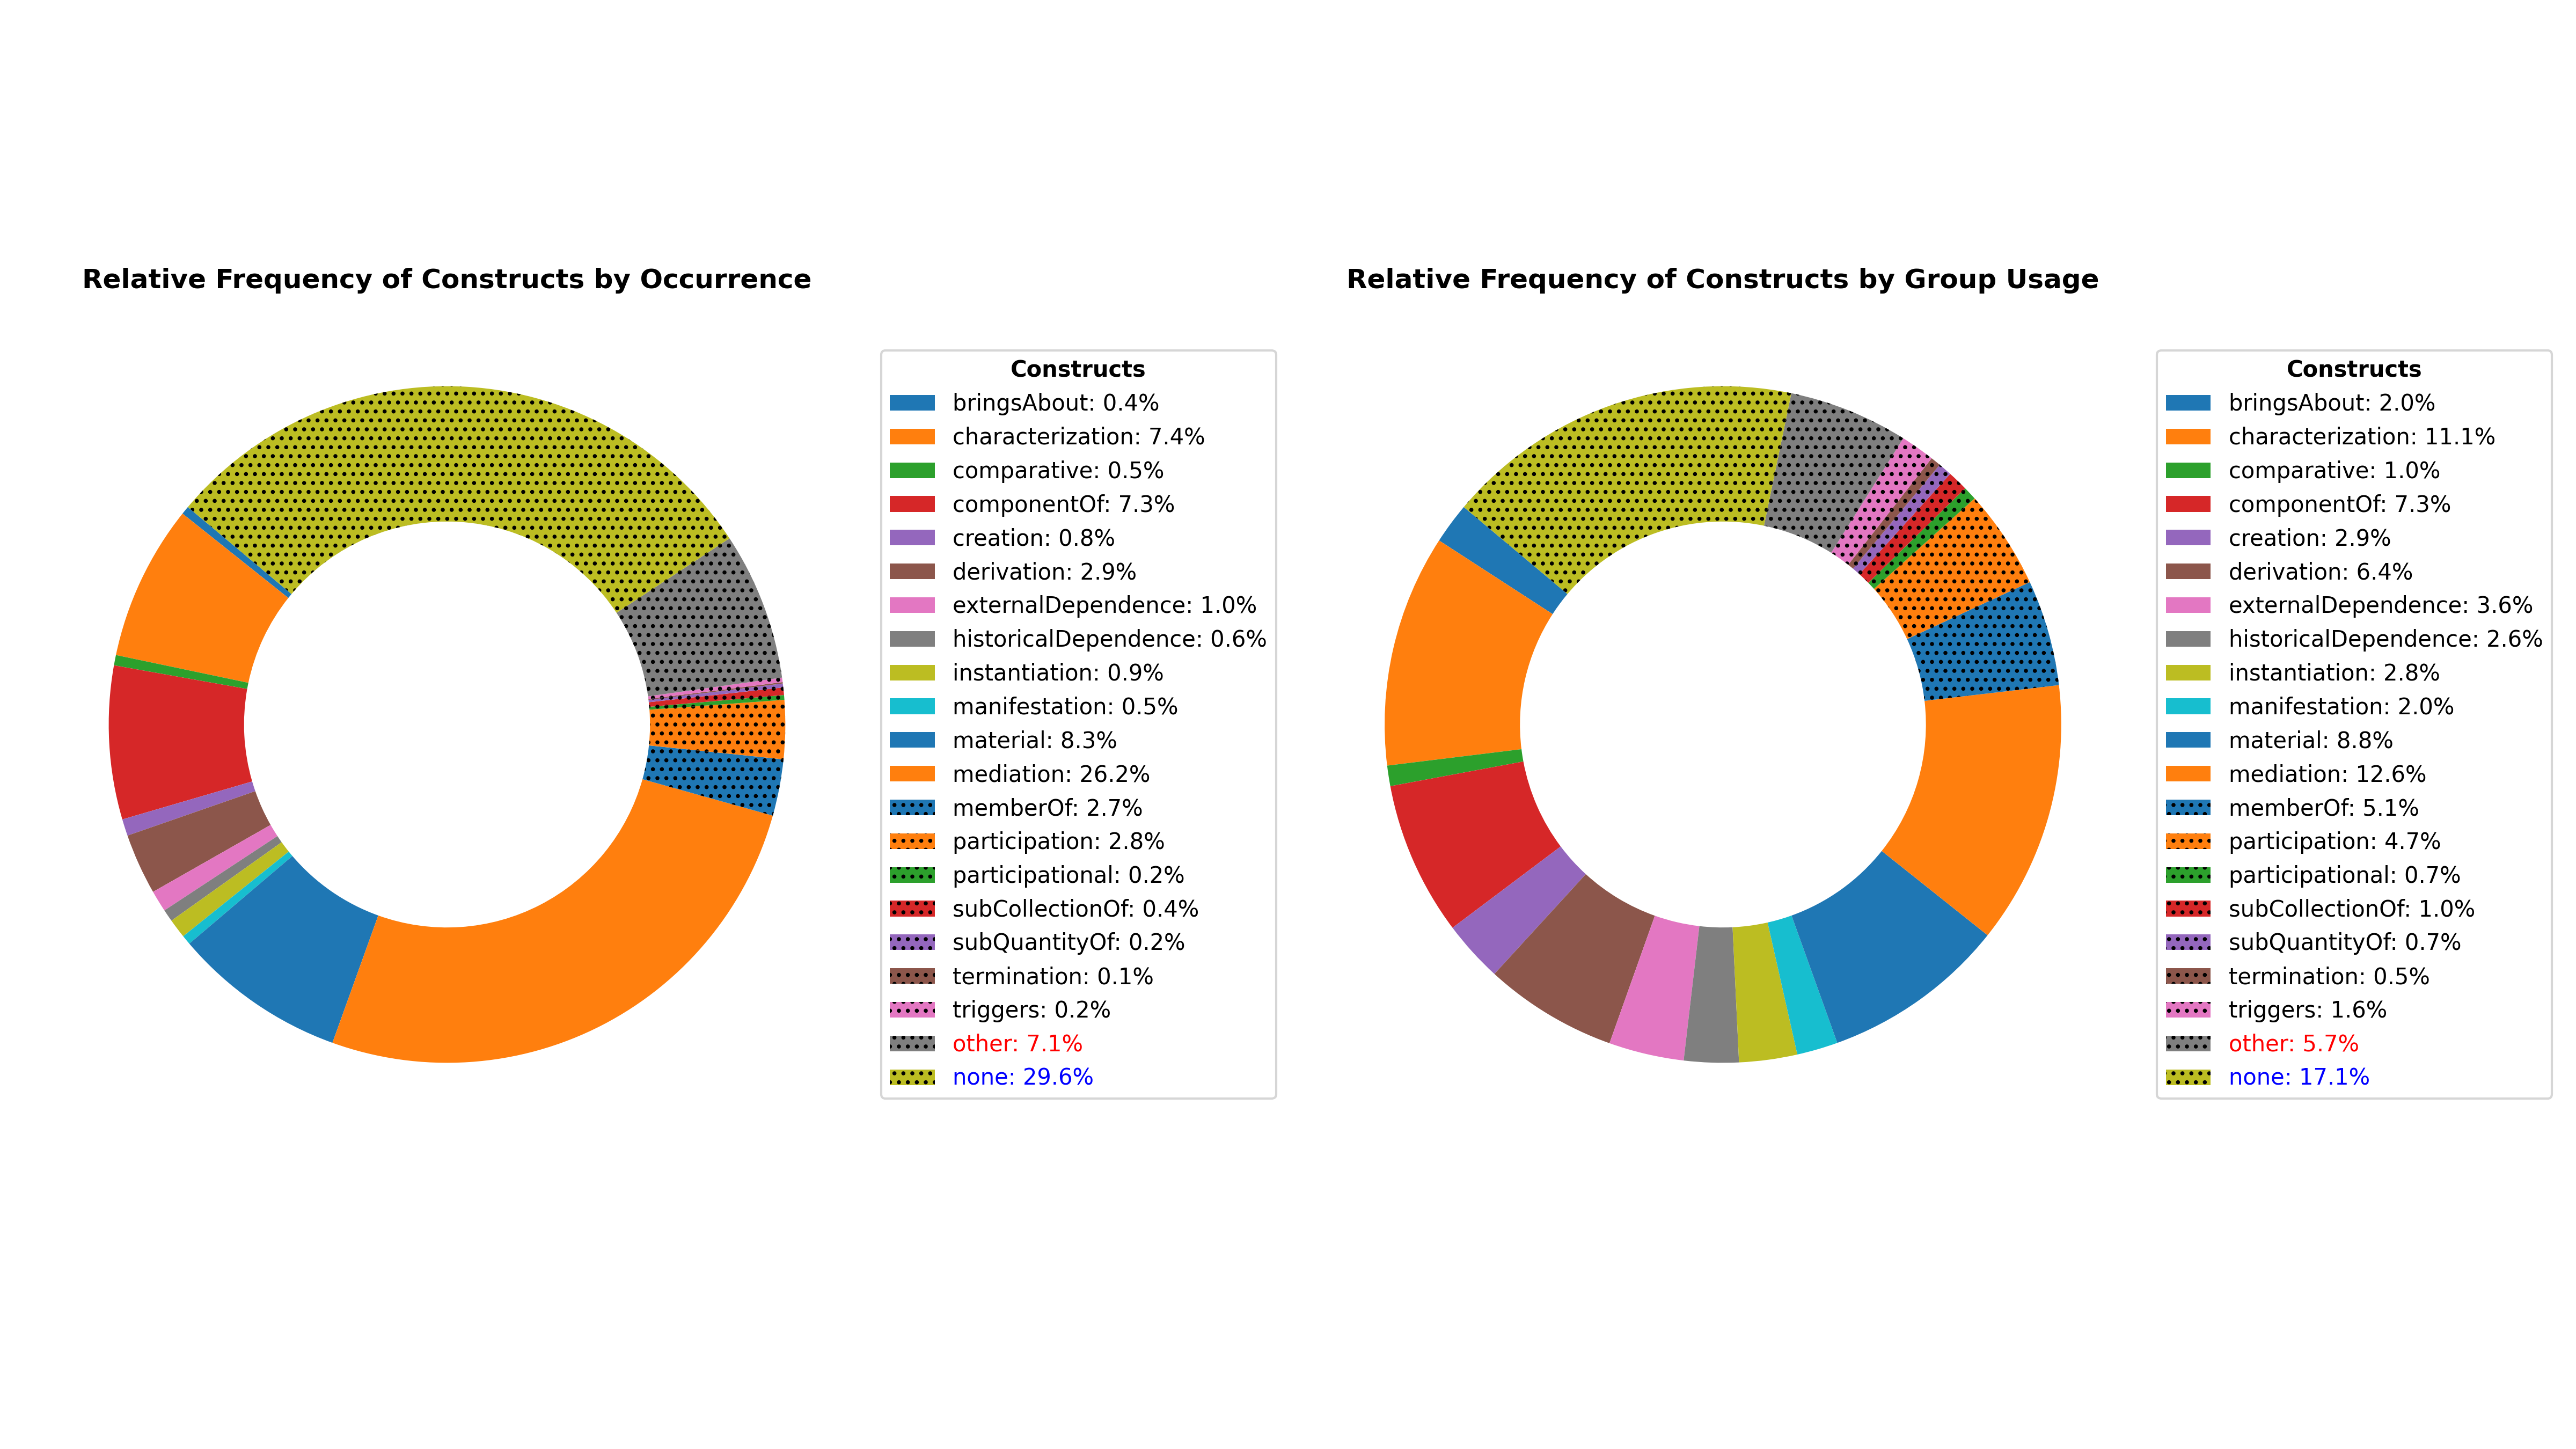 Relative Frequency of Constructs by Occurrence
Constructs
bringsAbout: 0.4%
characterization: 7.4%
comparative: 0.5%
componentOf: 7.3%
creation: 0.8%
derivation: 2.9%
externalDependence: 1.0%
historicalDependence: 0.6%
instantiation: 0.9%
manifestation: 0.5%
material: 8.3%
mediation: 26.2%
memberOf: 2.7%
participation: 2.8%
participational: 0.2%
subCollectionOf: 0.4%
subQuantityOf: 0.2%
termination: 0.1%
triggers: 0.2%
other: 7.1%
none: 29.6%
Relative Frequency of Constructs by Group Usage
Constructs
bringsAbout: 2.0%
characterization: 11.1%
comparative: 1.0%
componentOf: 7.3%
creation: 2.9%
derivation: 6.4%
externalDependence: 3.6%
historicalDependence: 2.6%
instantiation: 2.8%
manifestation: 2.0%
material: 8.8%
mediation: 12.6%
memberOf: 5.1%
participation: 4.7%
participational: 0.7%
subCollectionOf: 1.0%
subQuantityOf: 0.7%
termination: 0.5%
triggers: 1.6%
other: 5.7%
none: 17.1%